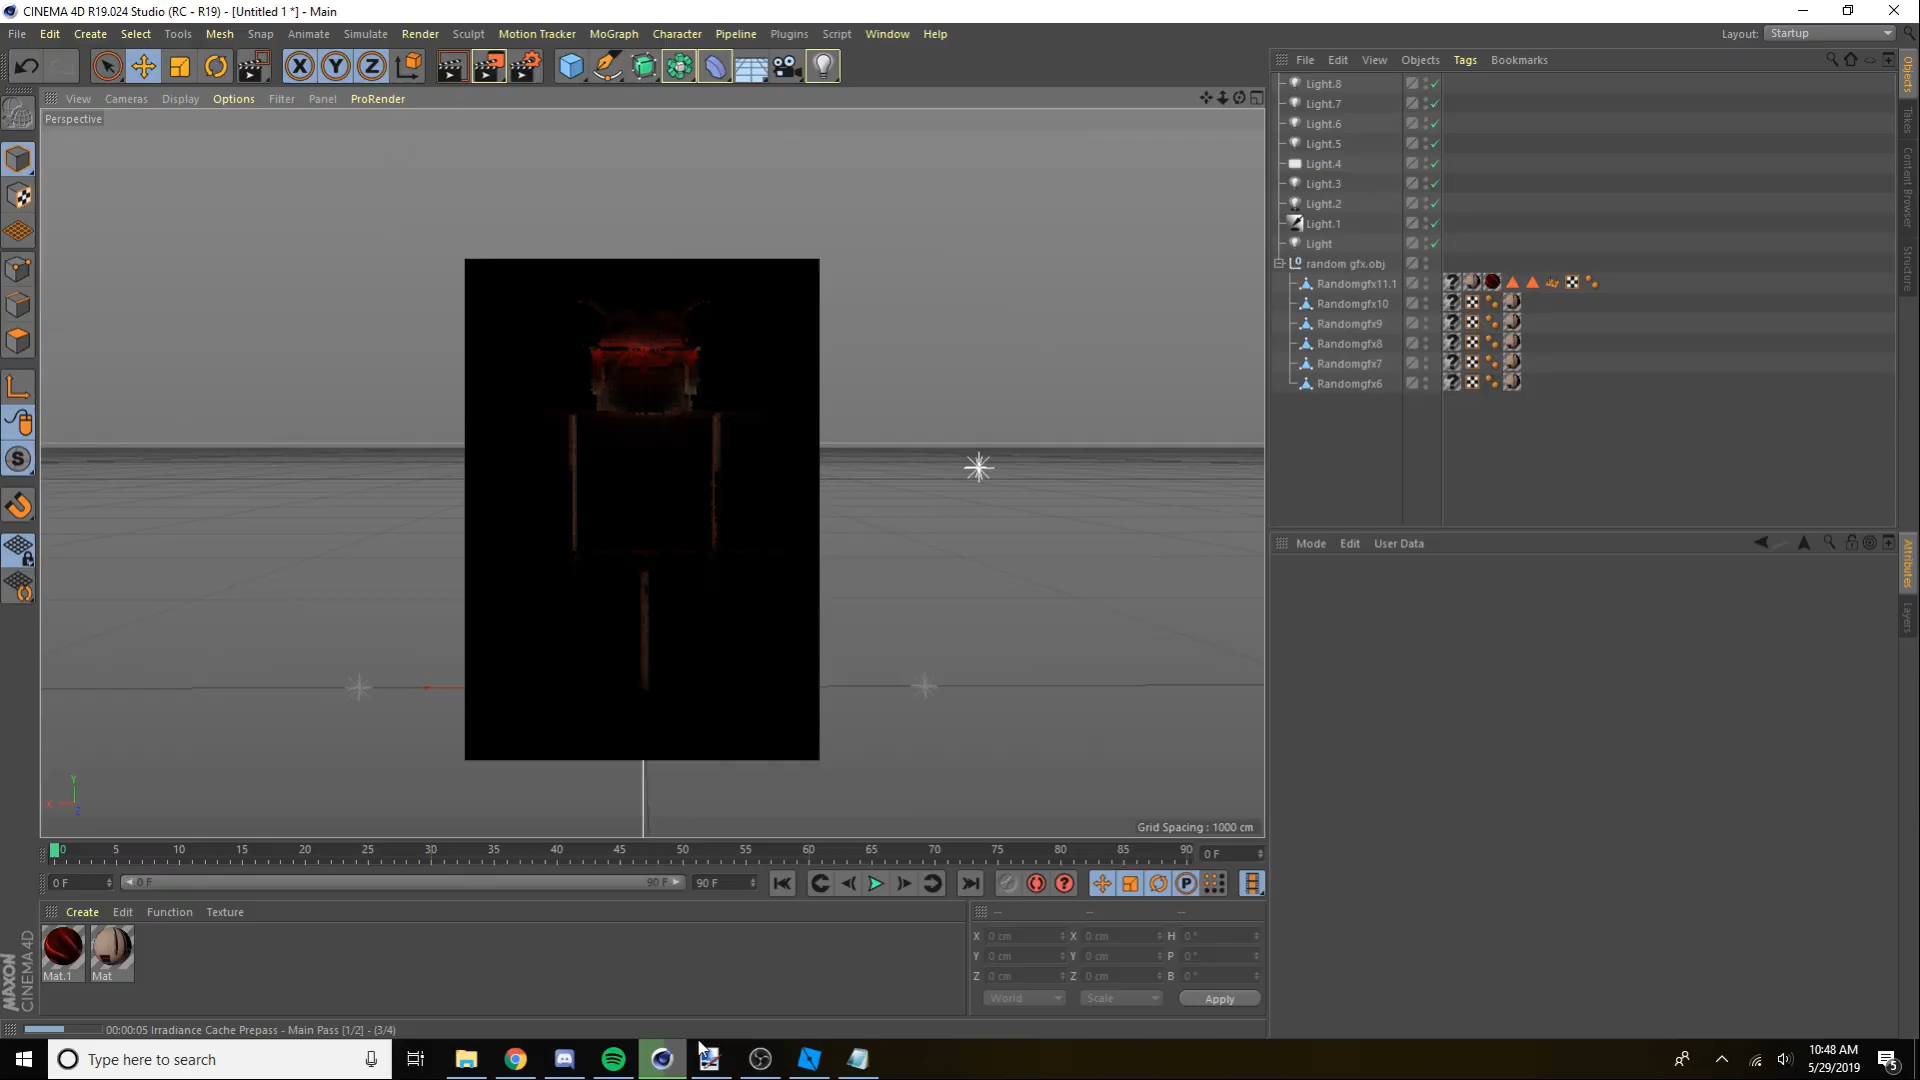 CINEMA 4D R19.024 Studio (RC - R19) - [Untitled 1 *] - Main
File Edit Create Select Tools Mesh Snap Animate Simulate Render Sculpt Motion Tracker MoGraph Character Pipeline Plugins Script Window Help
Layout: Startup
View Cameras Display Options Filter Panel ProRender
Perspective
File Edit View Objects Tags Bookmarks
Light.8
Light.7
Light.6
Light.5
Light.4
Light.3
Light.2
Light.1
Light
random gfx.obj
Randomgfx11.1
Randomgfx10
Randomgfx9
Randomgfx8
Randomgfx7
Randomgfx6
Objects
Takes
Content Browser
Structure
Mode Edit User Data
Attributes
Layers
Y
X
Z
Grid Spacing : 1000 cm
0 5 10 15 20 25 30 35 40 45 50 55 60 65 70 75 80 85 90
0 F
0 F 0 F 90 F 90 F
Create Edit Function Texture
Mat.1 Mat
-- -- --
X 0 cm X 0 cm H 0 °
Y 0 cm Y 0 cm P 0 °
Z 0 cm Z 0 cm B 0 °
World Scale Apply
MAXON
CINEMA 4D
00:00:05 Irradiance Cache Prepass - Main Pass [1/2] - (3/4)
Type here to search
10:48 AM
5/29/2019
5